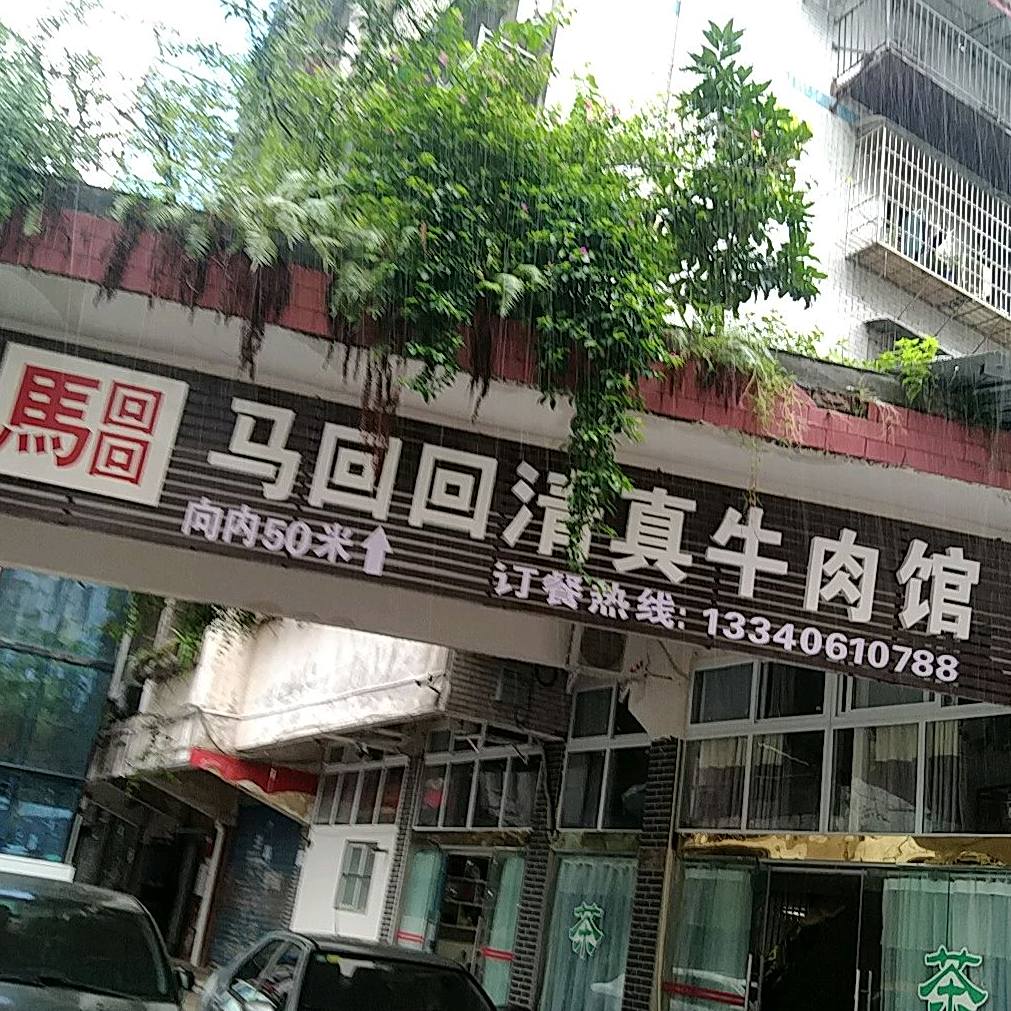 馬回回
马回回清真牛肉馆
向内50米↑
订餐热线: 13340610788
茶
茶